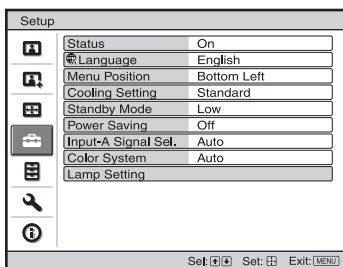 Setup
Status On
Language English
Menu Position Bottom Left
Cooling Setting Standard
Standby Mode Low
Power Saving Off
Input-A Signal Sel. Auto
Color System Auto
Lamp Setting
Sel: Set: Exit: MENU